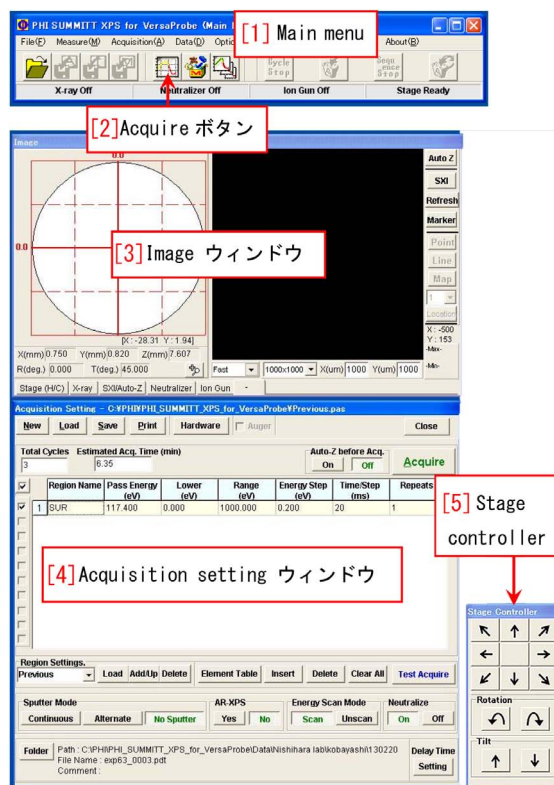 PHI SUMMITT XPS for VersaProbe (Main
[1] Main menu
File(F) Measure(M) Acquisition(A) Data(D) About(B)
Cycle Stop
Sequence Stop
X-ray Off Neutralizer Off Ion Gun Off Stage Ready
[2]Acquire ボタン
Image
0.0
Auto Z
SXI
Refresh
Marker
0.0
[3]Image ウィンドウ
Point
Line
Map
1
Location
X : -500
Y : 153
-Max-
-Min-
[X : -28.31 Y : 1.94]
X(mm) 0.750 Y(mm) 0.820 Z(mm) 7.607
R(deg.) 0.000 T(deg.) 45.000
Fast 1000x1000 X(um) 1000 Y(um) 1000
Stage (H/C) X-ray SXI/Auto-Z Neutralizer Ion Gun -
Acquisition Setting - C:¥PHI¥PHI_SUMMITT_XPS_for_VersaProbe¥Previous.pas
New Load Save Print Hardware Auger Close
Total Cycles Estimated Acq. Time (min) Auto-Z before Acq.
3 6.35 On Off Acquire
Region Name Pass Energy (eV) Lower (eV) Range (eV) Energy Step (eV) Time/Step (ms) Repeats
1 SUR 117.400 0.000 1000.000 0.200 20 1
[5] Stage controller
[4]Acquisition setting ウィンドウ
Stage Controller
Rotation
Tilt
Region Settings.
Previous Load Add/Up Delete Element Table Insert Delete Clear All Test Acquire
Sputter Mode AR-XPS Energy Scan Mode Neutralize
Continuous Alternate No Sputter Yes No Scan Unscan On Off
Folder Path : C:\PHI\PHI_SUMMITT_XPS_for_VersaProbe\Data\Nishihara lab\kobayashi\130220
File Name : exp63_0003.pdt
Comment :
Delay Time
Setting